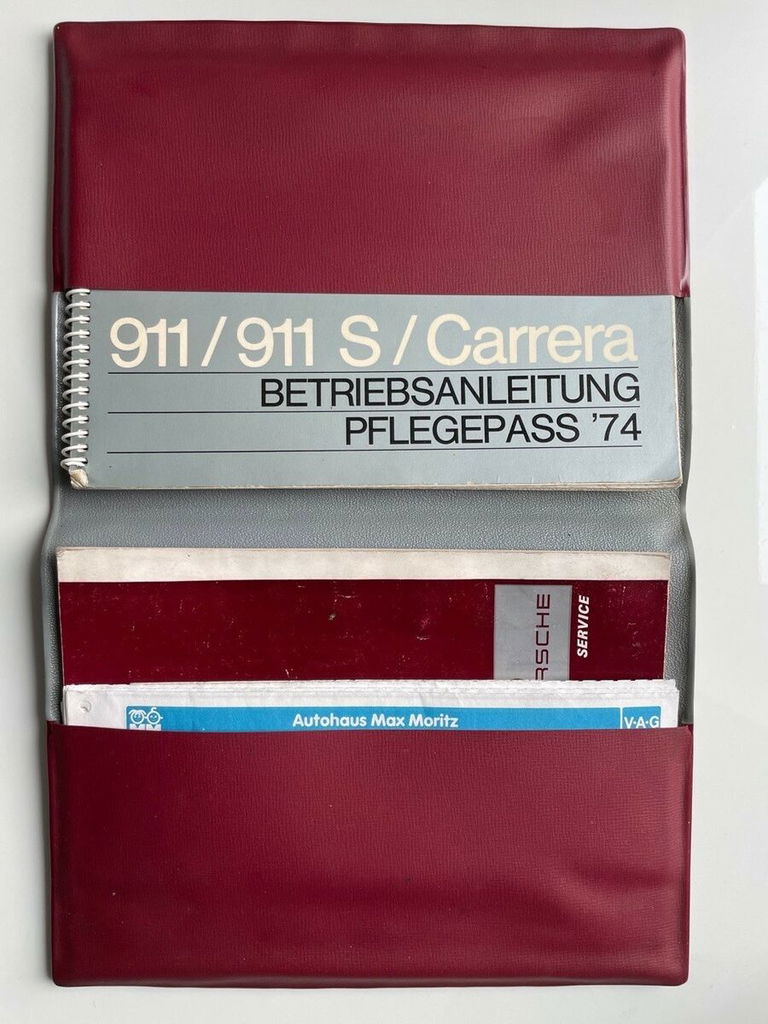 911 / 911 S / Carrera
BETRIEBSANLEITUNG
PFLEGEPASS '74
RSCHE
SERVICE
Autohaus Max Moritz
V·A·G